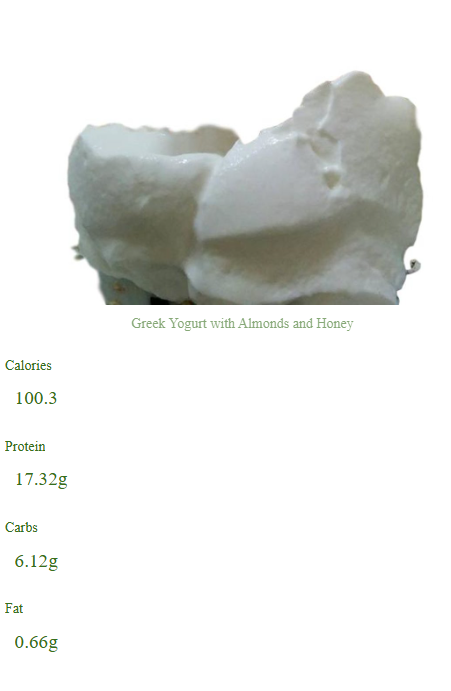 Greek Yogurt with Almonds and Honey
Calories
100.3
Protein
17.32g
Carbs
6.12g
Fat
0.66g